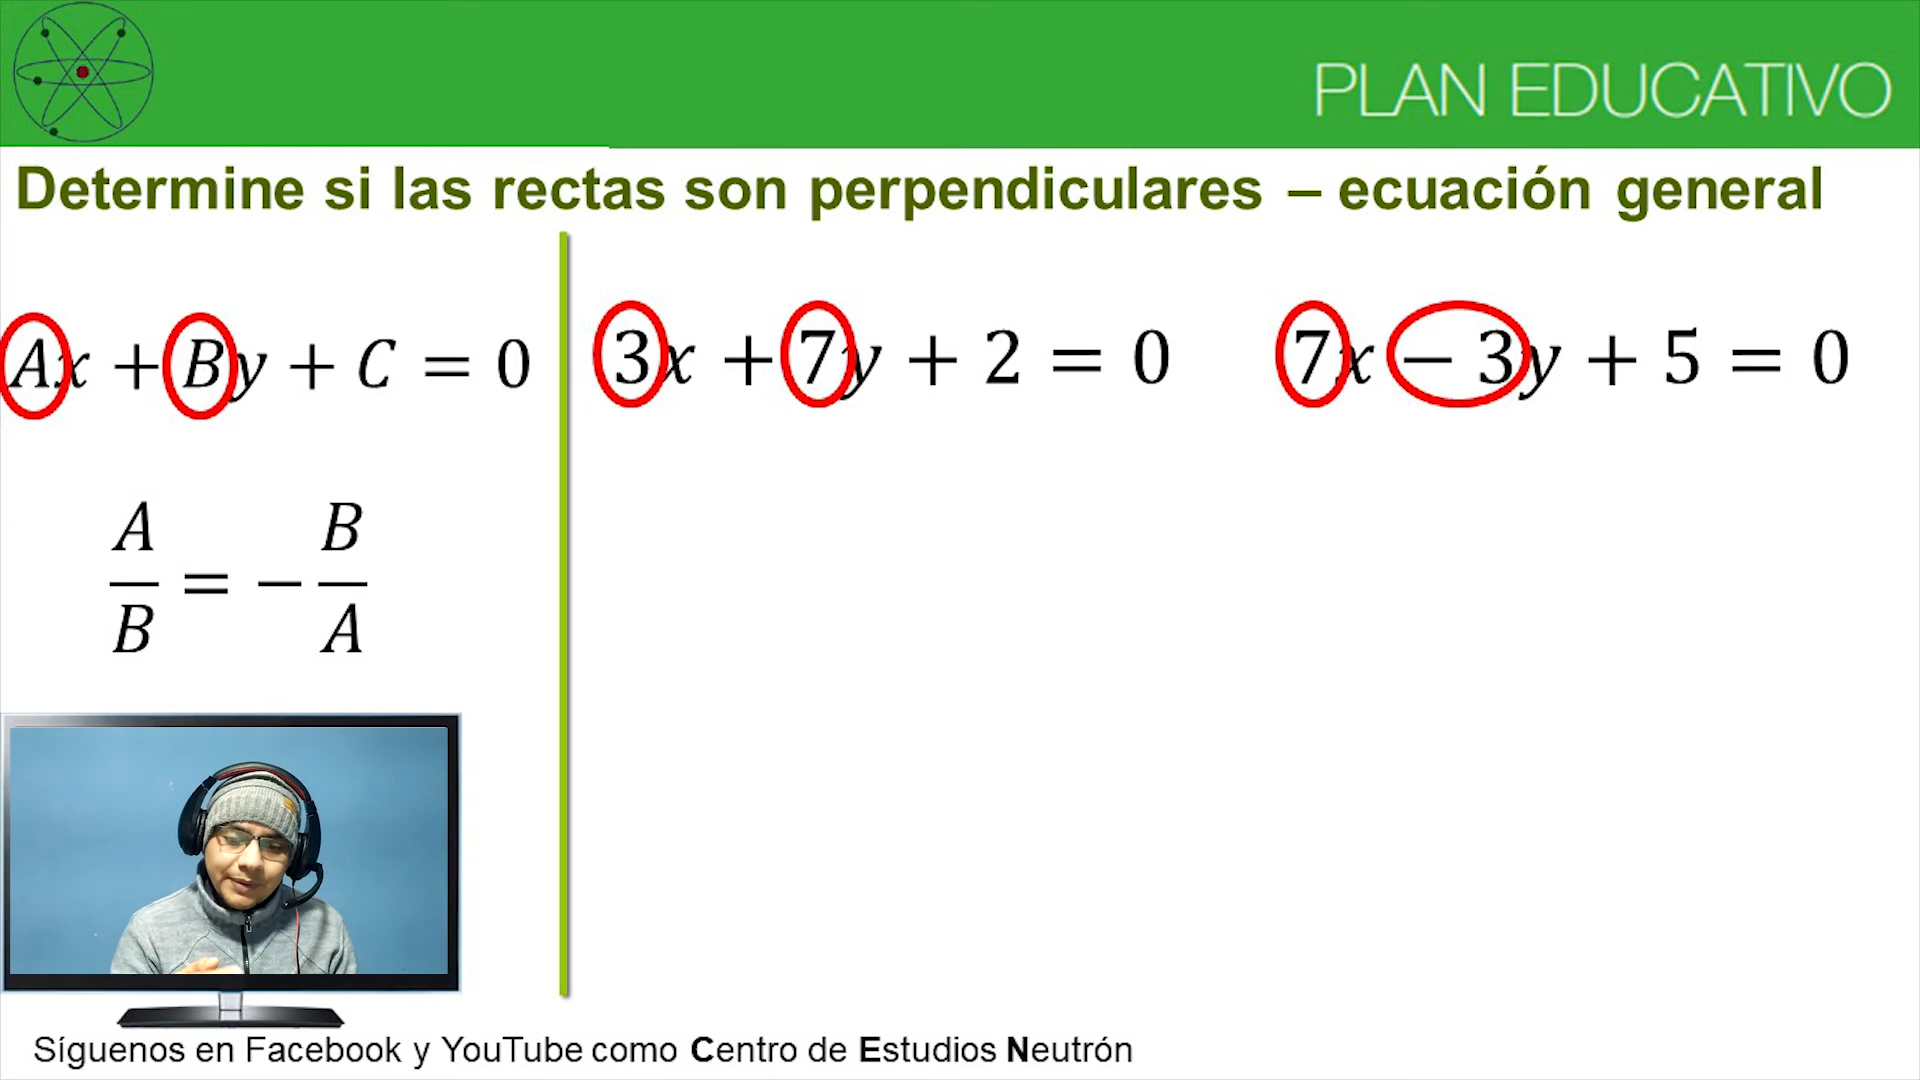 PLAN EDUCATIVO
Determine si las rectas son perpendiculares – ecuación general
Ax + By + C = 0
3x + 7y + 2 = 0
7x − 3y + 5 = 0
A/B = − B/A
Síguenos en Facebook y YouTube como Centro de Estudios Neutrón